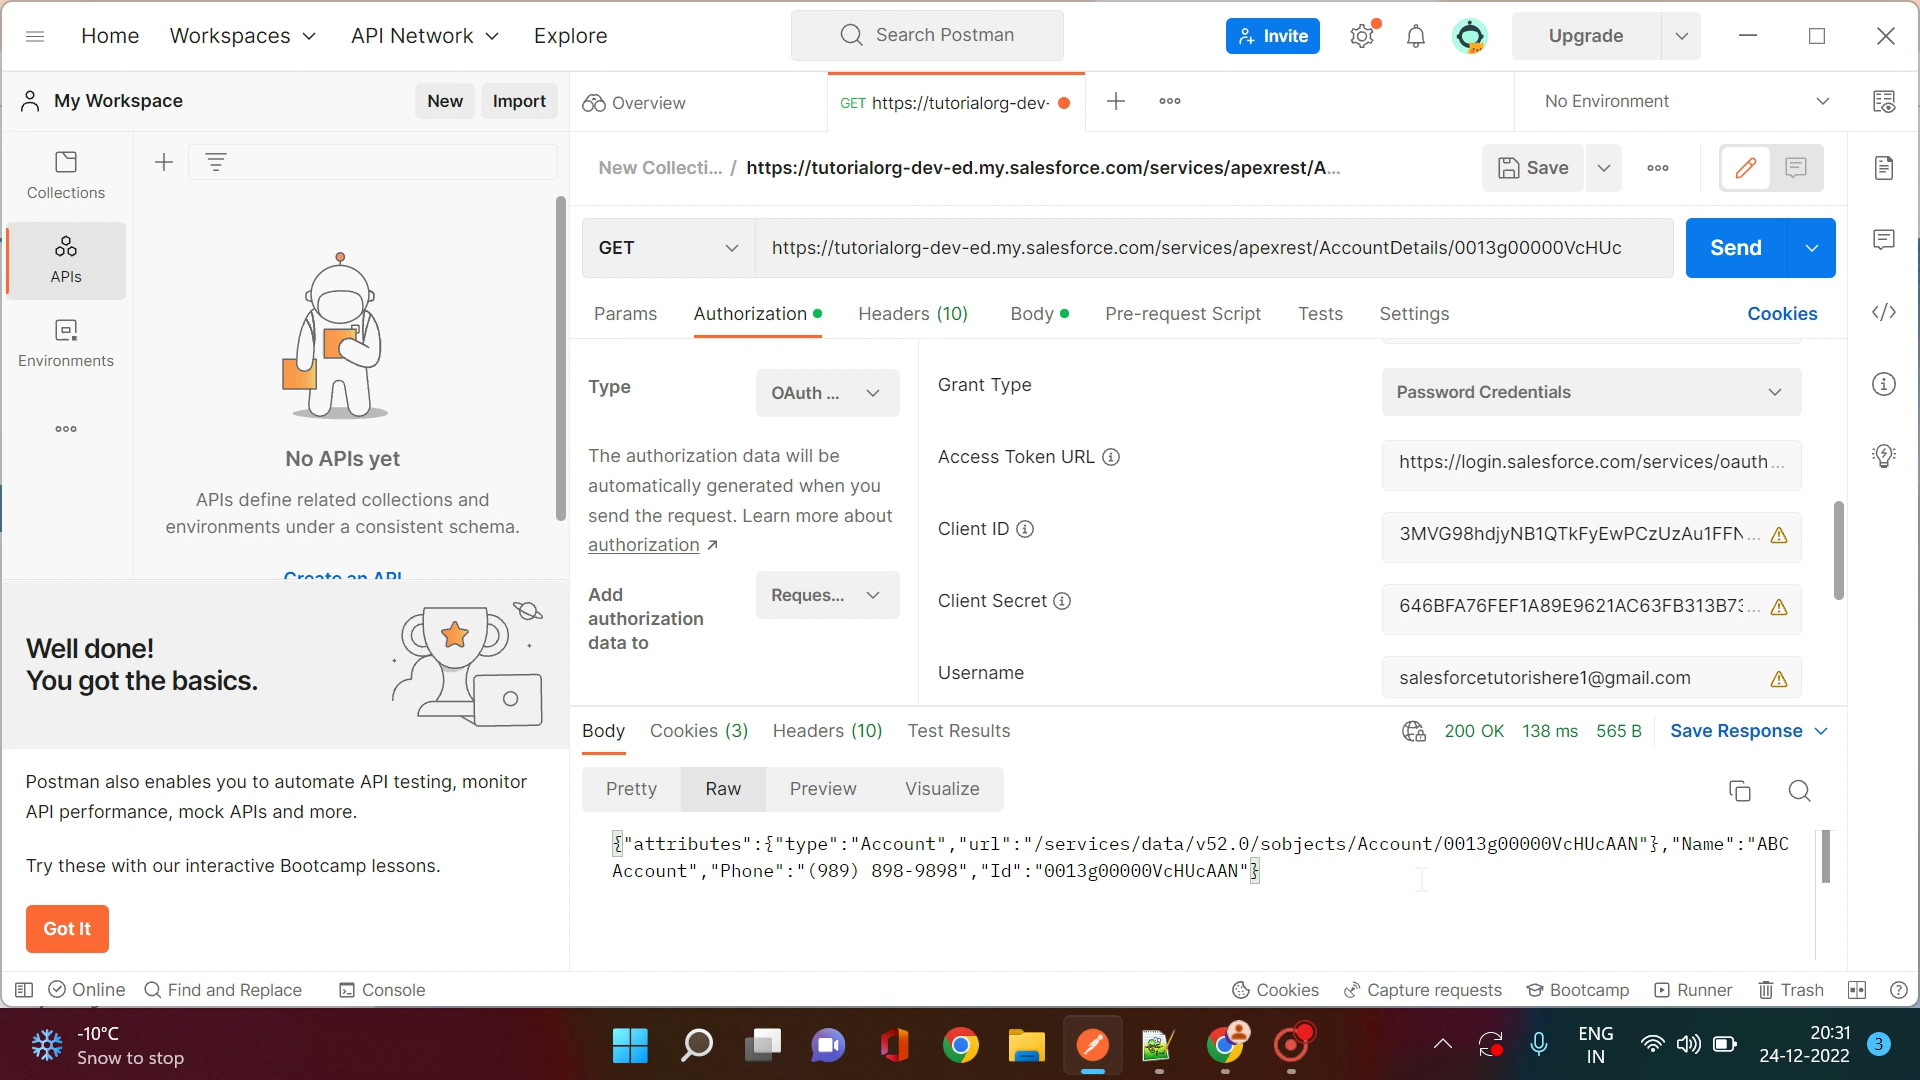 Home
Workspaces
API Network
Explore
Search Postman
Invite
Upgrade
My Workspace
New
Import
Overview
GET https://tutorialorg-dev-
No Environment
Collections
APIs
Environments
No APIs yet
APIs define related collections and
environments under a consistent schema.
Create an API
Well done!
You got the basics.
Postman also enables you to automate API testing, monitor
API performance, mock APIs and more.
Try these with our interactive Bootcamp lessons.
Got It
New Collecti... / https://tutorialorg-dev-ed.my.salesforce.com/services/apexrest/A...
Save
GET
https://tutorialorg-dev-ed.my.salesforce.com/services/apexrest/AccountDetails/0013g00000VcHUc
Send
Params
Authorization
Headers (10)
Body
Pre-request Script
Tests
Settings
Cookies
Type
OAuth ...
The authorization data will be
automatically generated when you
send the request. Learn more about
authorization ↗
Add
authorization
data to
Reques...
Grant Type
Password Credentials
Access Token URL
https://login.salesforce.com/services/oauth...
Client ID
3MVG98hdjyNB1QTkFyEwPCzUzAu1FFN...
Client Secret
646BFA76FEF1A89E9621AC63FB313B73...
Username
salesforcetutorishere1@gmail.com
Body
Cookies (3)
Headers (10)
Test Results
200 OK
138 ms
565 B
Save Response
Pretty
Raw
Preview
Visualize
{"attributes":{"type":"Account","url":"/services/data/v52.0/sobjects/Account/0013g00000VcHUcAAN"},"Name":"ABC
Account","Phone":"(989) 898-9898","Id":"0013g00000VcHUcAAN"}
Online
Find and Replace
Console
Cookies
Capture requests
Bootcamp
Runner
Trash
-10°C
Snow to stop
ENG
IN
20:31
24-12-2022
3